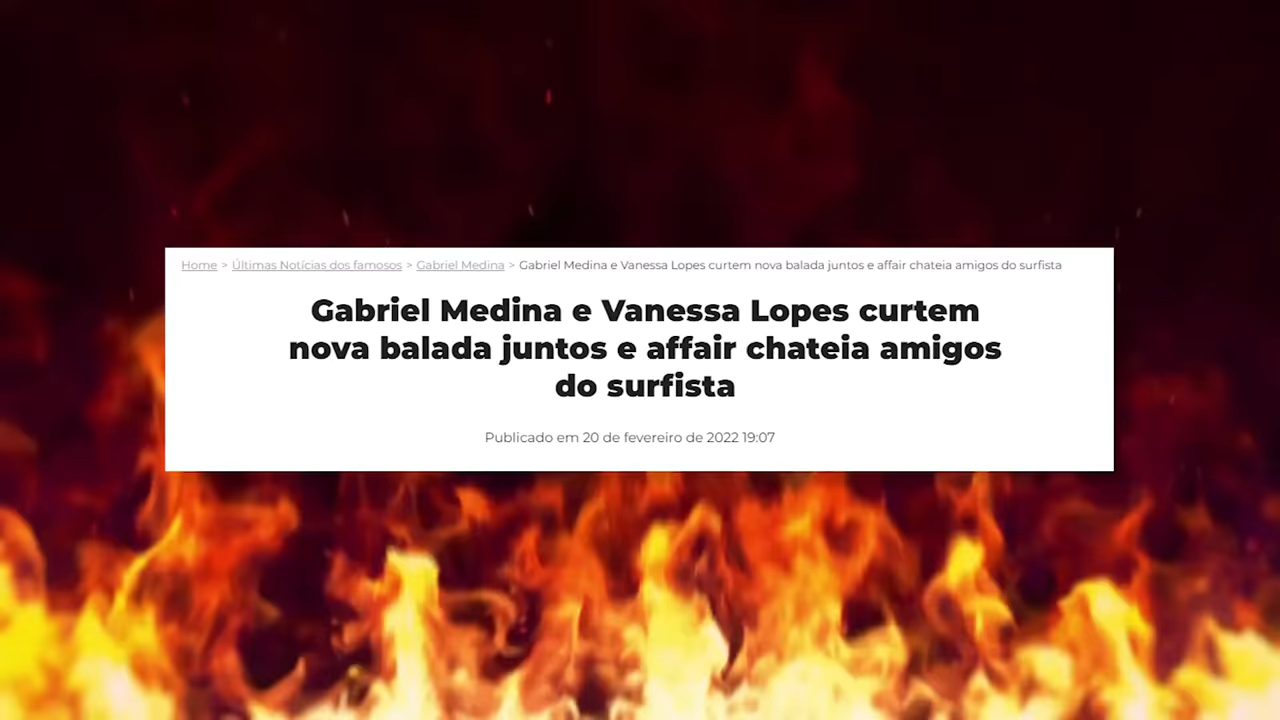 Home > Últimas Notícias dos famosos > Gabriel Medina > Gabriel Medina e Vanessa Lopes curtem nova balada juntos e affair chateia amigos do surfista
Gabriel Medina e Vanessa Lopes curtem
nova balada juntos e affair chateia amigos
do surfista
Publicado em 20 de fevereiro de 2022 19:07